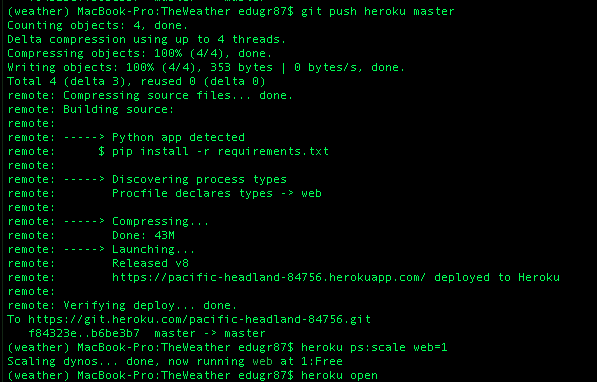 (weather) MacBook-Pro:TheWeather edugr87$ git push heroku master
Counting objects: 4, done.
Delta compression using up to 4 threads.
Compressing objects: 100% (4/4), done.
Writing objects: 100% (4/4), 353 bytes | 0 bytes/s, done.
Total 4 (delta 3), reused 0 (delta 0)
remote: Compressing source files... done.
remote: Building source:
remote:
remote: -----> Python app detected
remote:      $ pip install -r requirements.txt
remote:
remote: -----> Discovering process types
remote:        Procfile declares types -> web
remote:
remote: -----> Compressing...
remote:        Done: 43M
remote: -----> Launching...
remote:        Released v8
remote:        https://pacific-headland-84756.herokuapp.com/ deployed to Heroku
remote:
remote: Verifying deploy... done.
To https://git.heroku.com/pacific-headland-84756.git
   f84323e..b6be3b7  master -> master
(weather) MacBook-Pro:TheWeather edugr87$ heroku ps:scale web=1
Scaling dynos... done, now running web at 1:Free
(weather) MacBook-Pro:TheWeather edugr87$ heroku open